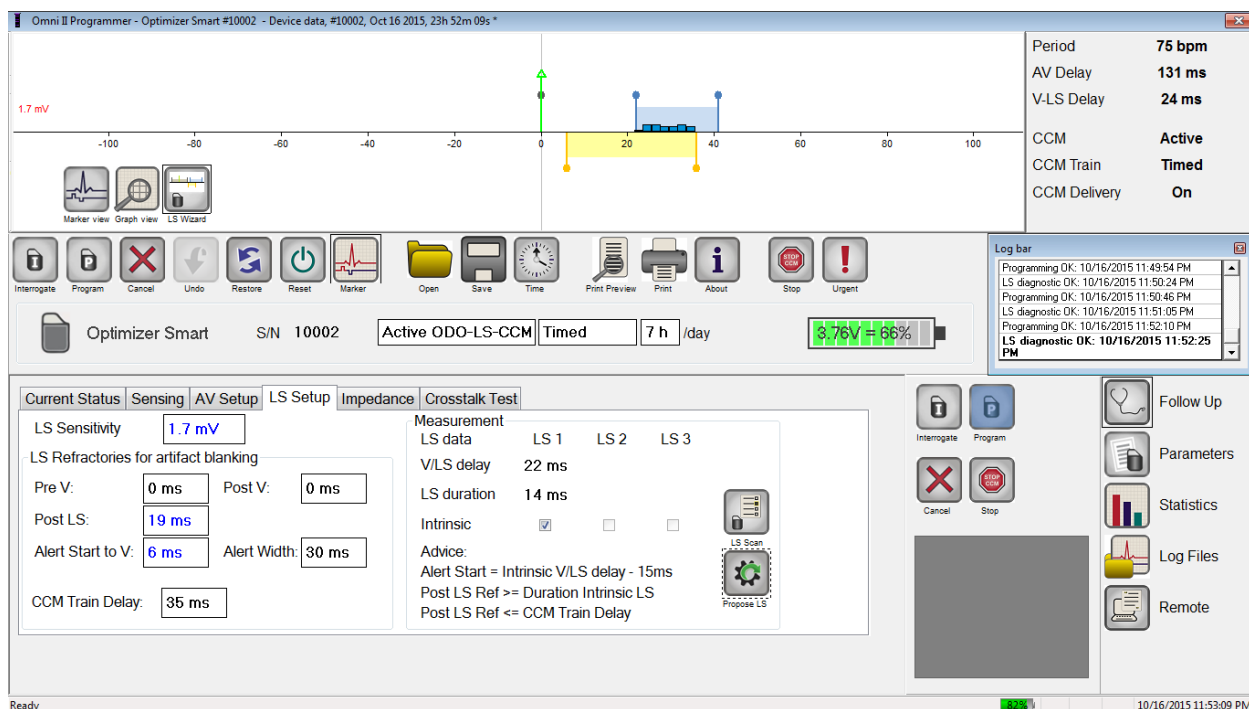 Omni II Programmer - Optimizer Smart #10002 - Device data, #10002, Oct 16 2015, 23h 52m 09s *
1.7 mV
-100 -80 -60 -40 -20 0 20 40 60 80 100
Marker view Graph view LS Wizard
Period 75 bpm
AV Delay 131 ms
V-LS Delay 24 ms
CCM Active
CCM Train Timed
CCM Delivery On
I P STOP CCM
Interrogate Program Cancel Undo Restore Reset Marker Open Save Time Print Preview Print About Stop Urgent
Log bar
Programming OK: 10/16/2015 11:49:54 PM
LS diagnostic OK: 10/16/2015 11:50:24 PM
Programming OK: 10/16/2015 11:50:46 PM
LS diagnostic OK: 10/16/2015 11:51:05 PM
Programming OK: 10/16/2015 11:52:10 PM
LS diagnostic OK: 10/16/2015 11:52:25
PM
Optimizer Smart S/N 10002 Active ODO-LS-CCM Timed 7 h /day 3.76V = 66%
Current Status Sensing AV Setup LS Setup Impedance Crosstalk Test
LS Sensitivity 1.7 mV
LS Refractories for artifact blanking
Pre V: 0 ms Post V: 0 ms
Post LS: 19 ms
Alert Start to V: 6 ms Alert Width: 30 ms
CCM Train Delay: 35 ms
Measurement
LS data LS 1 LS 2 LS 3
V/LS delay 22 ms
LS duration 14 ms
Intrinsic
Advice:
Alert Start = Intrinsic V/LS delay - 15ms
Post LS Ref >= Duration Intrinsic LS
Post LS Ref <= CCM Train Delay
LS Scan
Propose LS
I P
Interrogate Program
STOP CCM
Cancel Stop
Follow Up
Parameters
Statistics
Log Files
Remote
Ready 82% 10/16/2015 11:53:09 PM